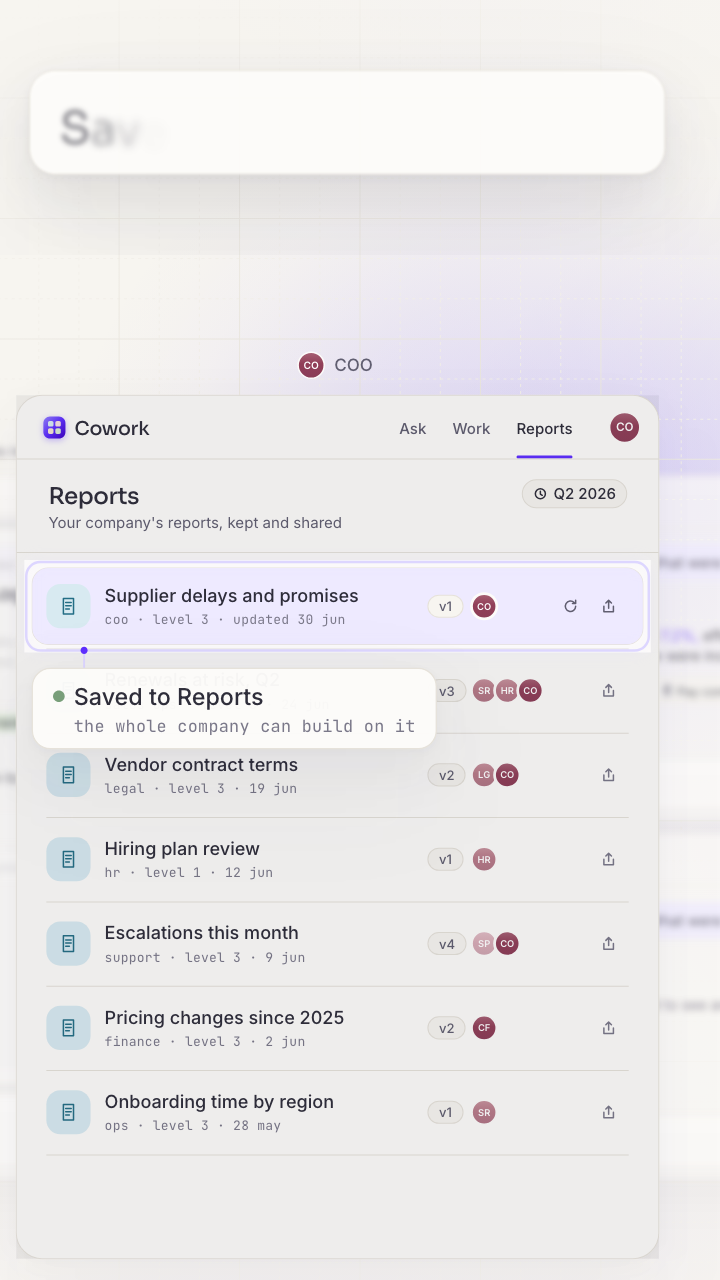 CO COO
Cowork
Ask Work Reports CO
Reports
Q2 2026
Your company's reports, kept and shared
Supplier delays and promises
coo · level 3 · updated 30 jun
v1 CO
Renewals at risk, Q2
v3 SR HR CO
Saved to Reports
the whole company can build on it
Vendor contract terms
legal · level 3 · 19 jun
v2 LG CO
Hiring plan review
hr · level 1 · 12 jun
v1 HR
Escalations this month
support · level 3 · 9 jun
v4 SP CO
Pricing changes since 2025
finance · level 3 · 2 jun
v2 CF
Onboarding time by region
ops · level 3 · 28 may
v1 SR